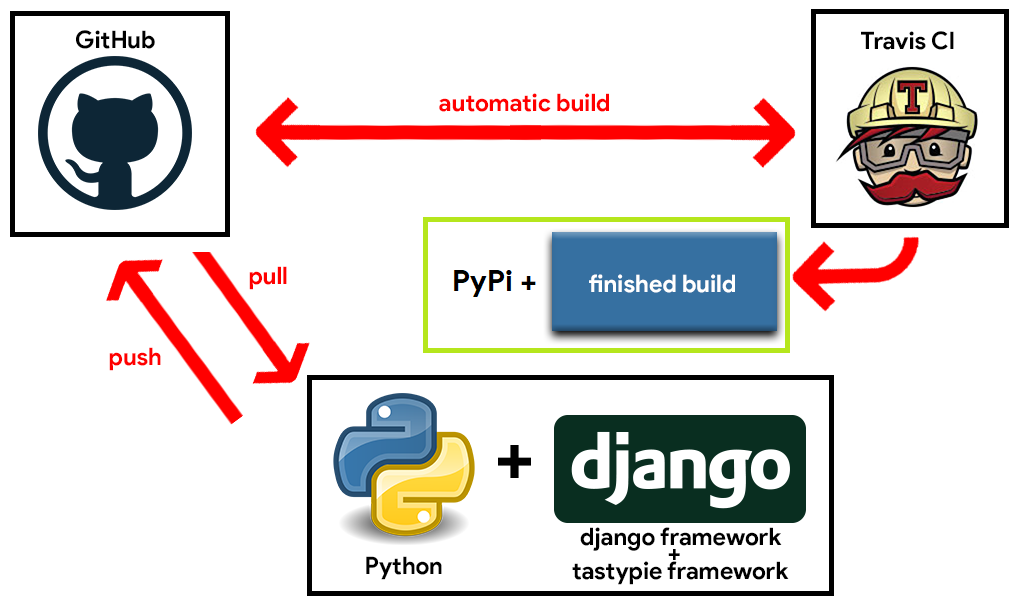 GitHub
Travis CI
automatic build
T
PyPi +
finished build
pull
push
+
django
Python
django framework
+
tastypie framework